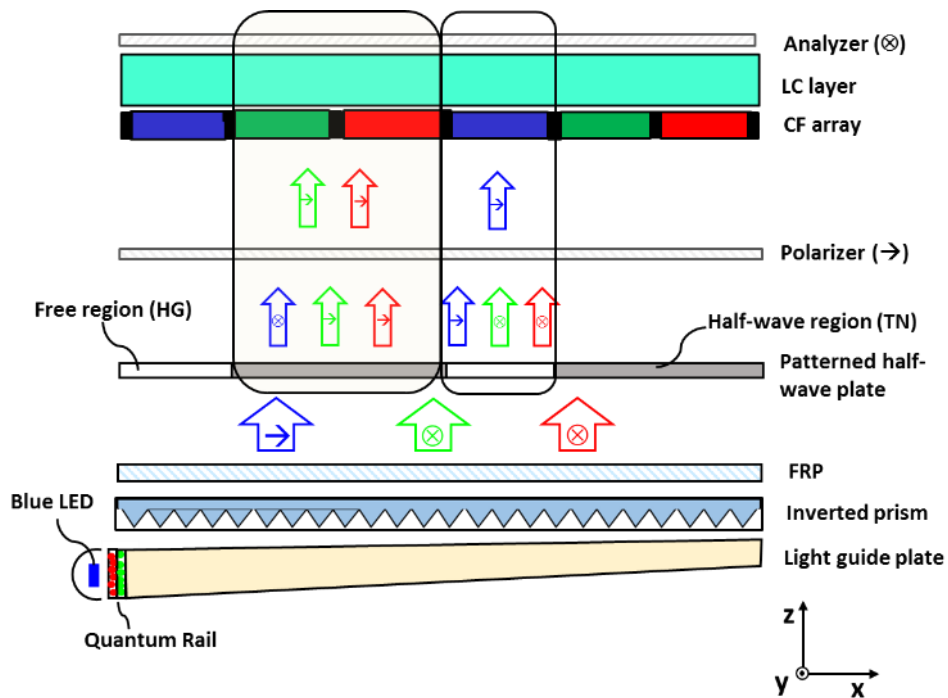 Analyzer (⊗)
LC layer
CF array
Polarizer (→)
Free region (HG)
Half-wave region (TN)
Patterned half-
wave plate
FRP
Blue LED
Inverted prism
Light guide plate
Quantum Rail
z
y
x